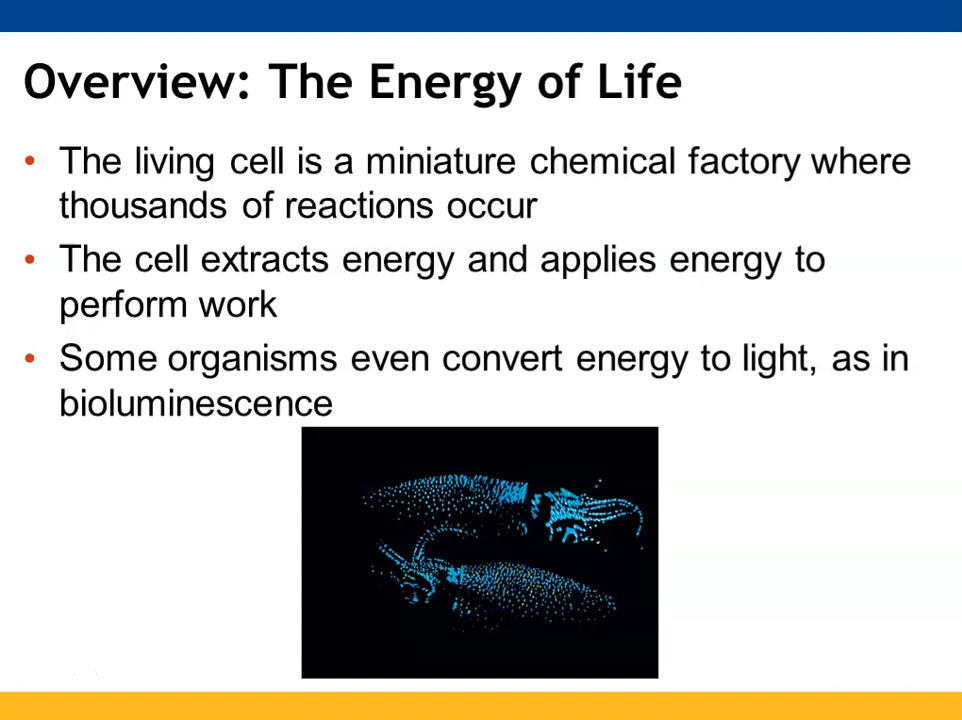 Overview: The Energy of Life
• The living cell is a miniature chemical factory where
thousands of reactions occur
• The cell extracts energy and applies energy to
perform work
• Some organisms even convert energy to light, as in
bioluminescence